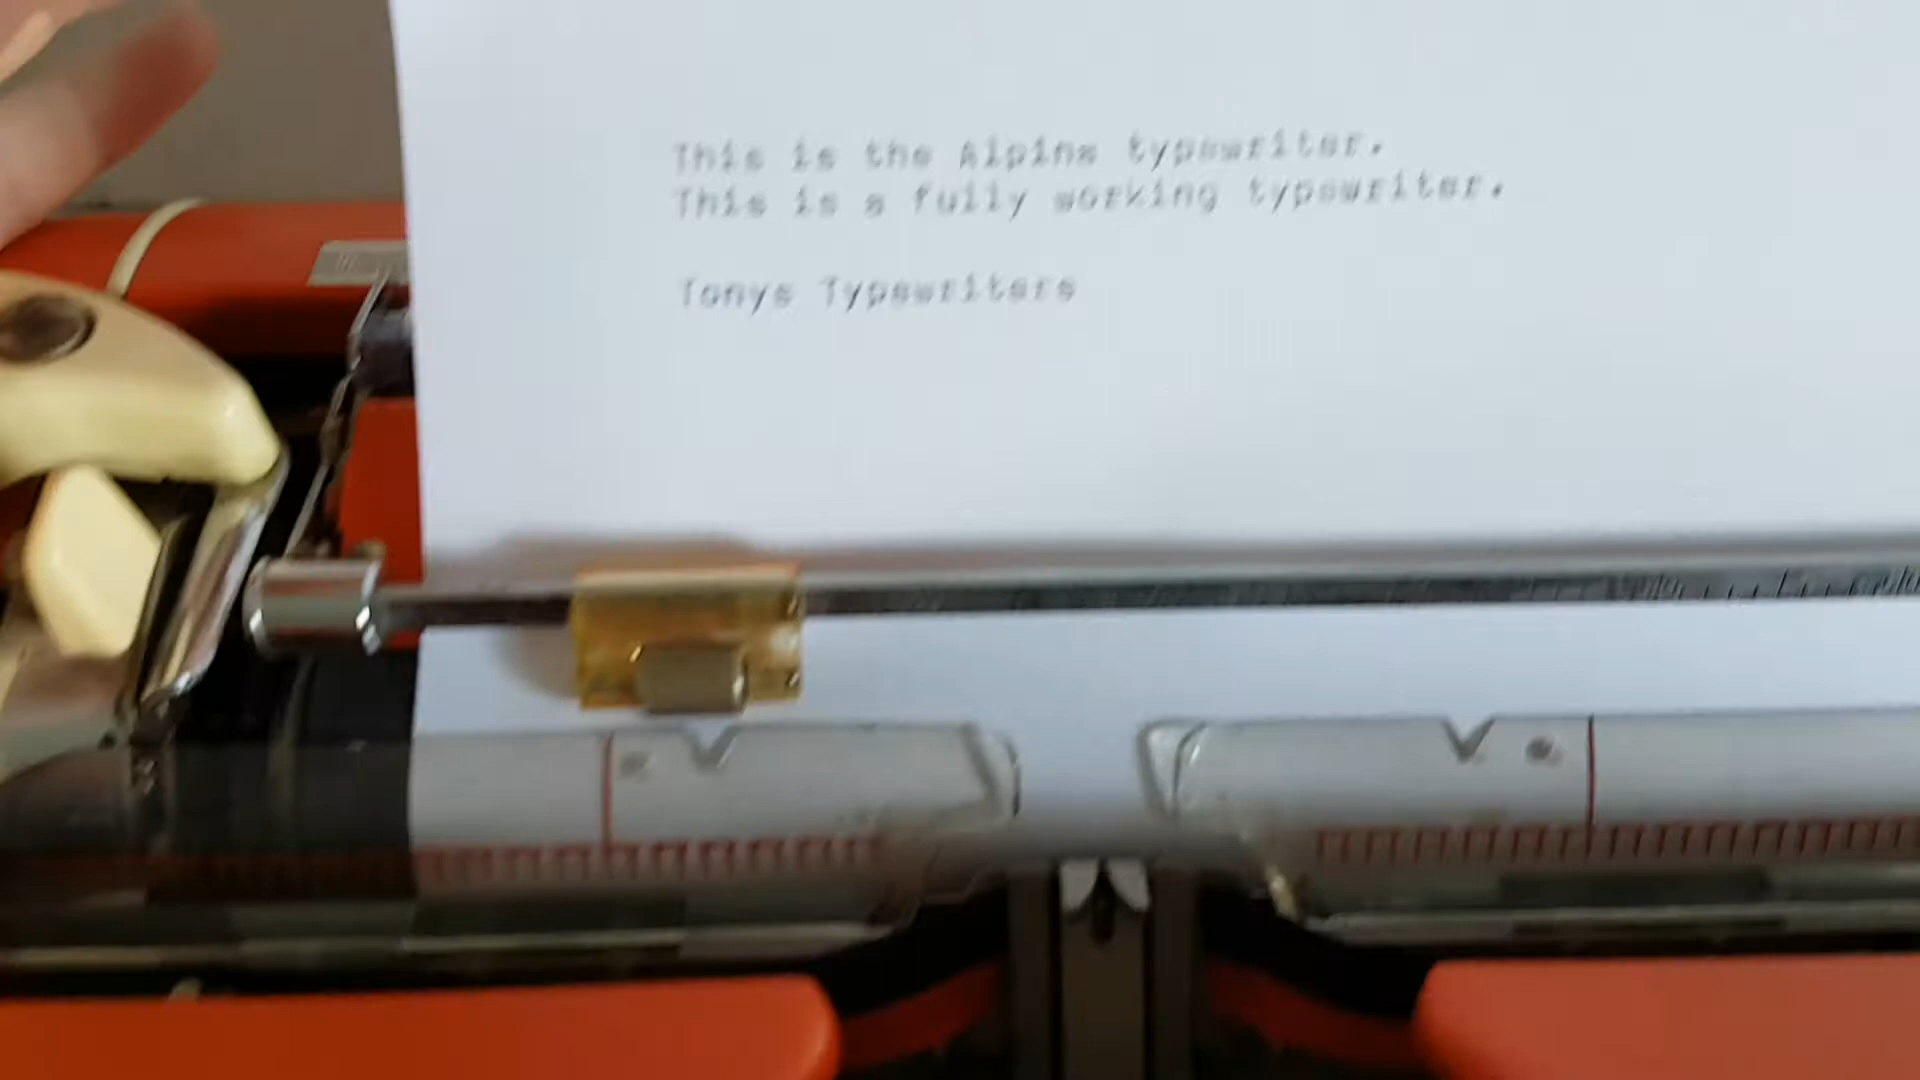 This is the Alpine typewriter.
This is a fully working typewriter.
Tonys Typewriters